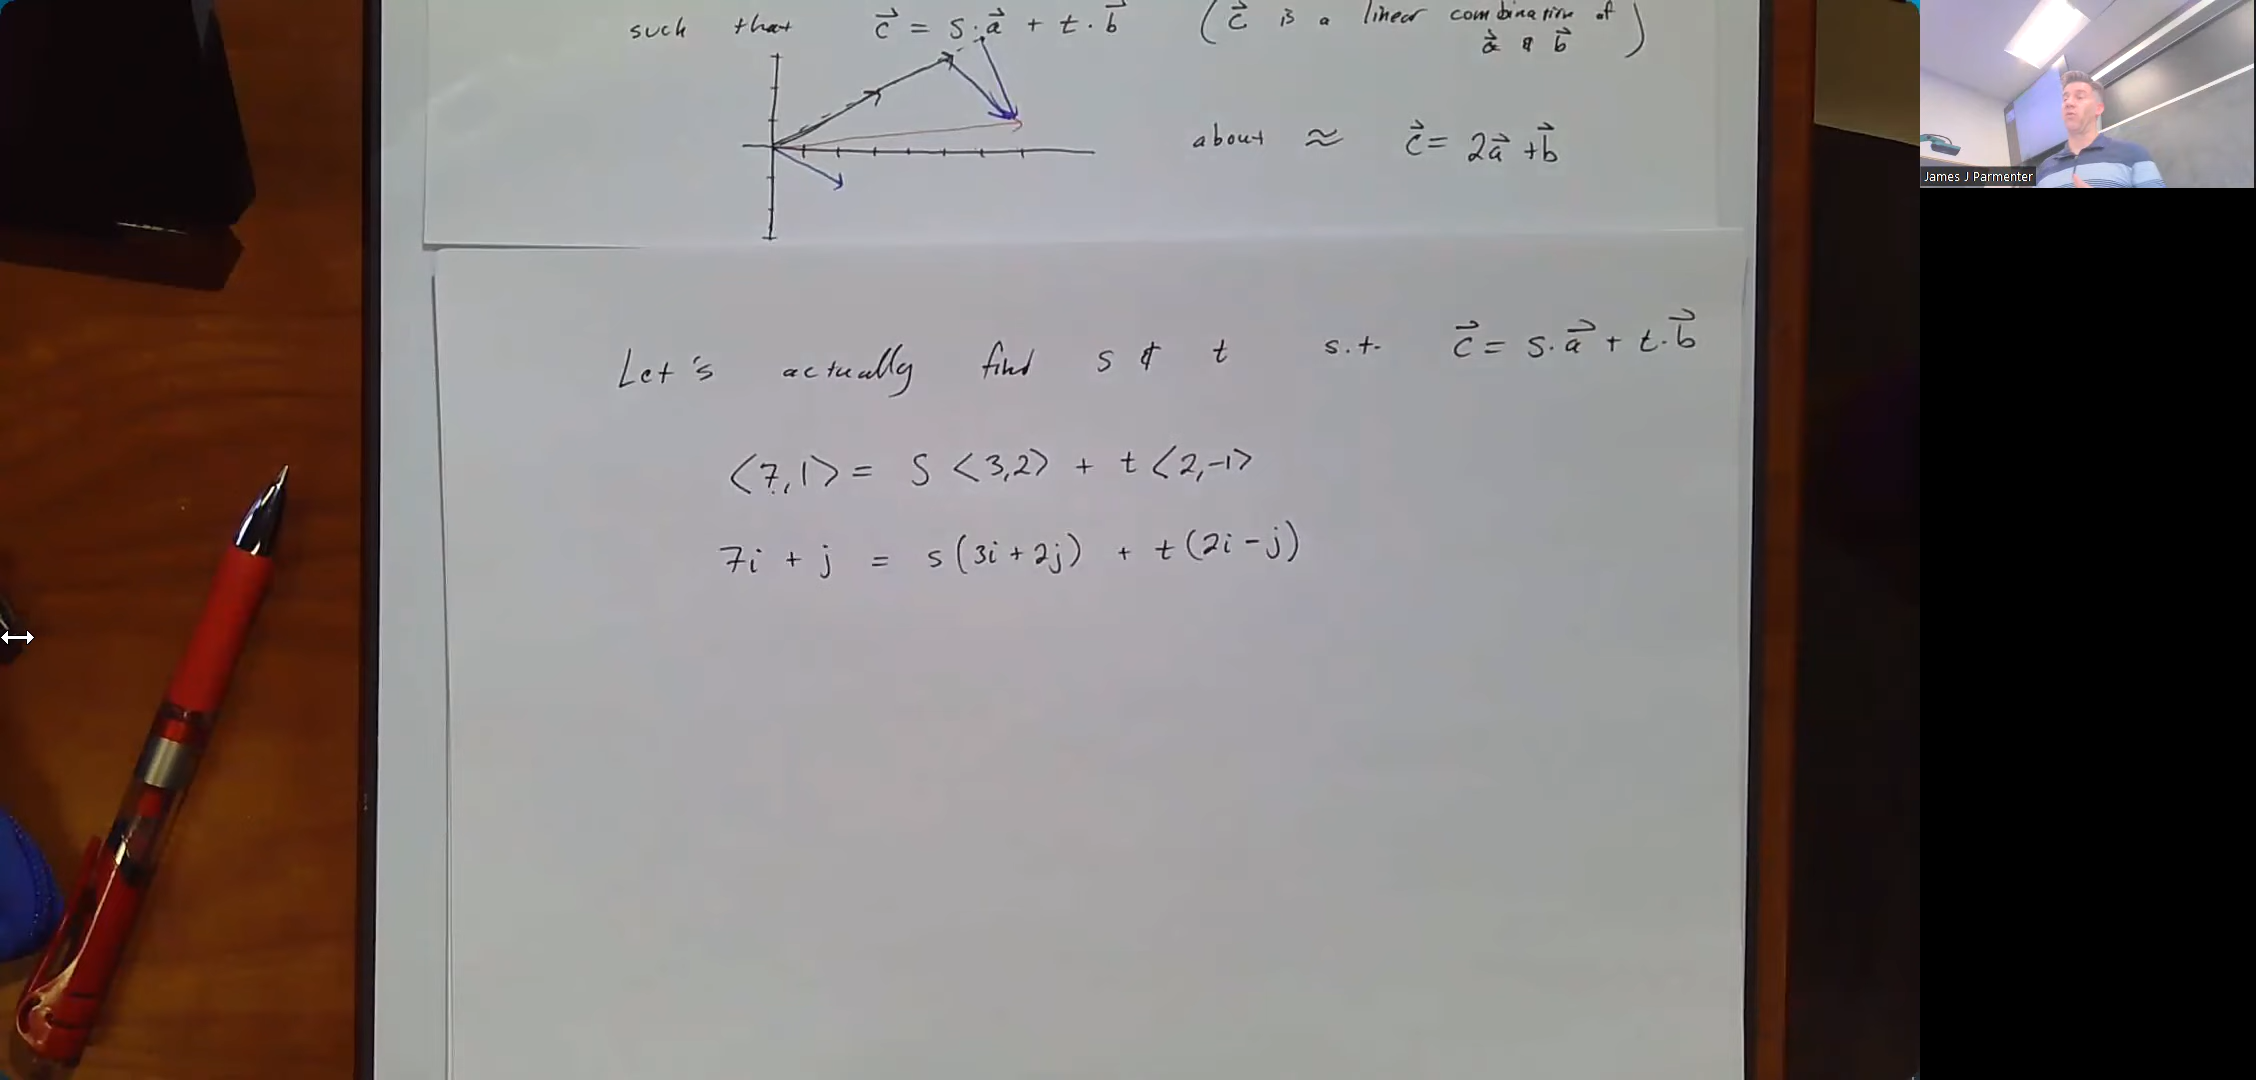 such that c⃗ = s·a⃗ + t·b⃗ (c⃗ is a linear combination of a⃗ & b⃗)
about ≈ c⃗ = 2a⃗ + b⃗
James J Parmenter
Let's actually find s & t s.t. c⃗ = s·a⃗ + t·b⃗
⟨7,1⟩ = s⟨3,2⟩ + t⟨2,-1⟩
7i + j = s(3i + 2j) + t(2i - j)